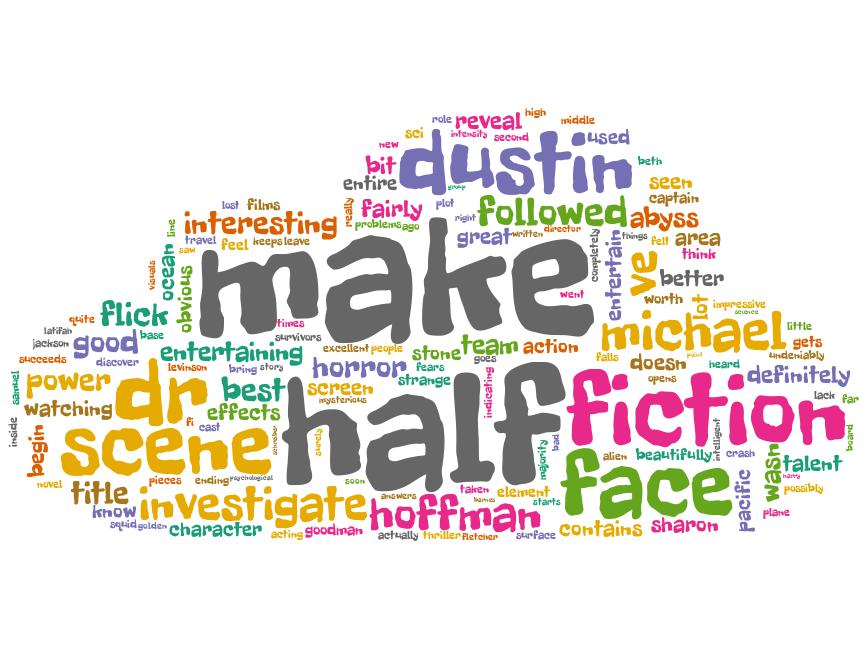 role reveal high middle
new sci intensity second used
bit dustin beth
entire group seen
captain
lost films really fairly plot followed abyss
interesting problems ago right
line travel feel keeps leave great written director completely things felt area
saw think
ocean visuals obvious make entertain ve better
went worth lot impressive
science
quite flick times michael little
latifah base survivors gets
jackson good entertaining excellent people stone team action
succeeds discover levinson bring story goes falls doesn point heard undeniably
samuel power dr best horror fears opens definitely
strange
watching effects screen indicating fiction lack far
mysterious
inside begin scene fi cast schreiber surely half majority bad alien beautifully intelligent crash board
novel pieces ending psychological soon face pacific wasn talent
harry
title investigate answers taken element possibly
know hoffman barnes starts plane
squid golden character acting goodman actually thriller fletcher surface contains sharon